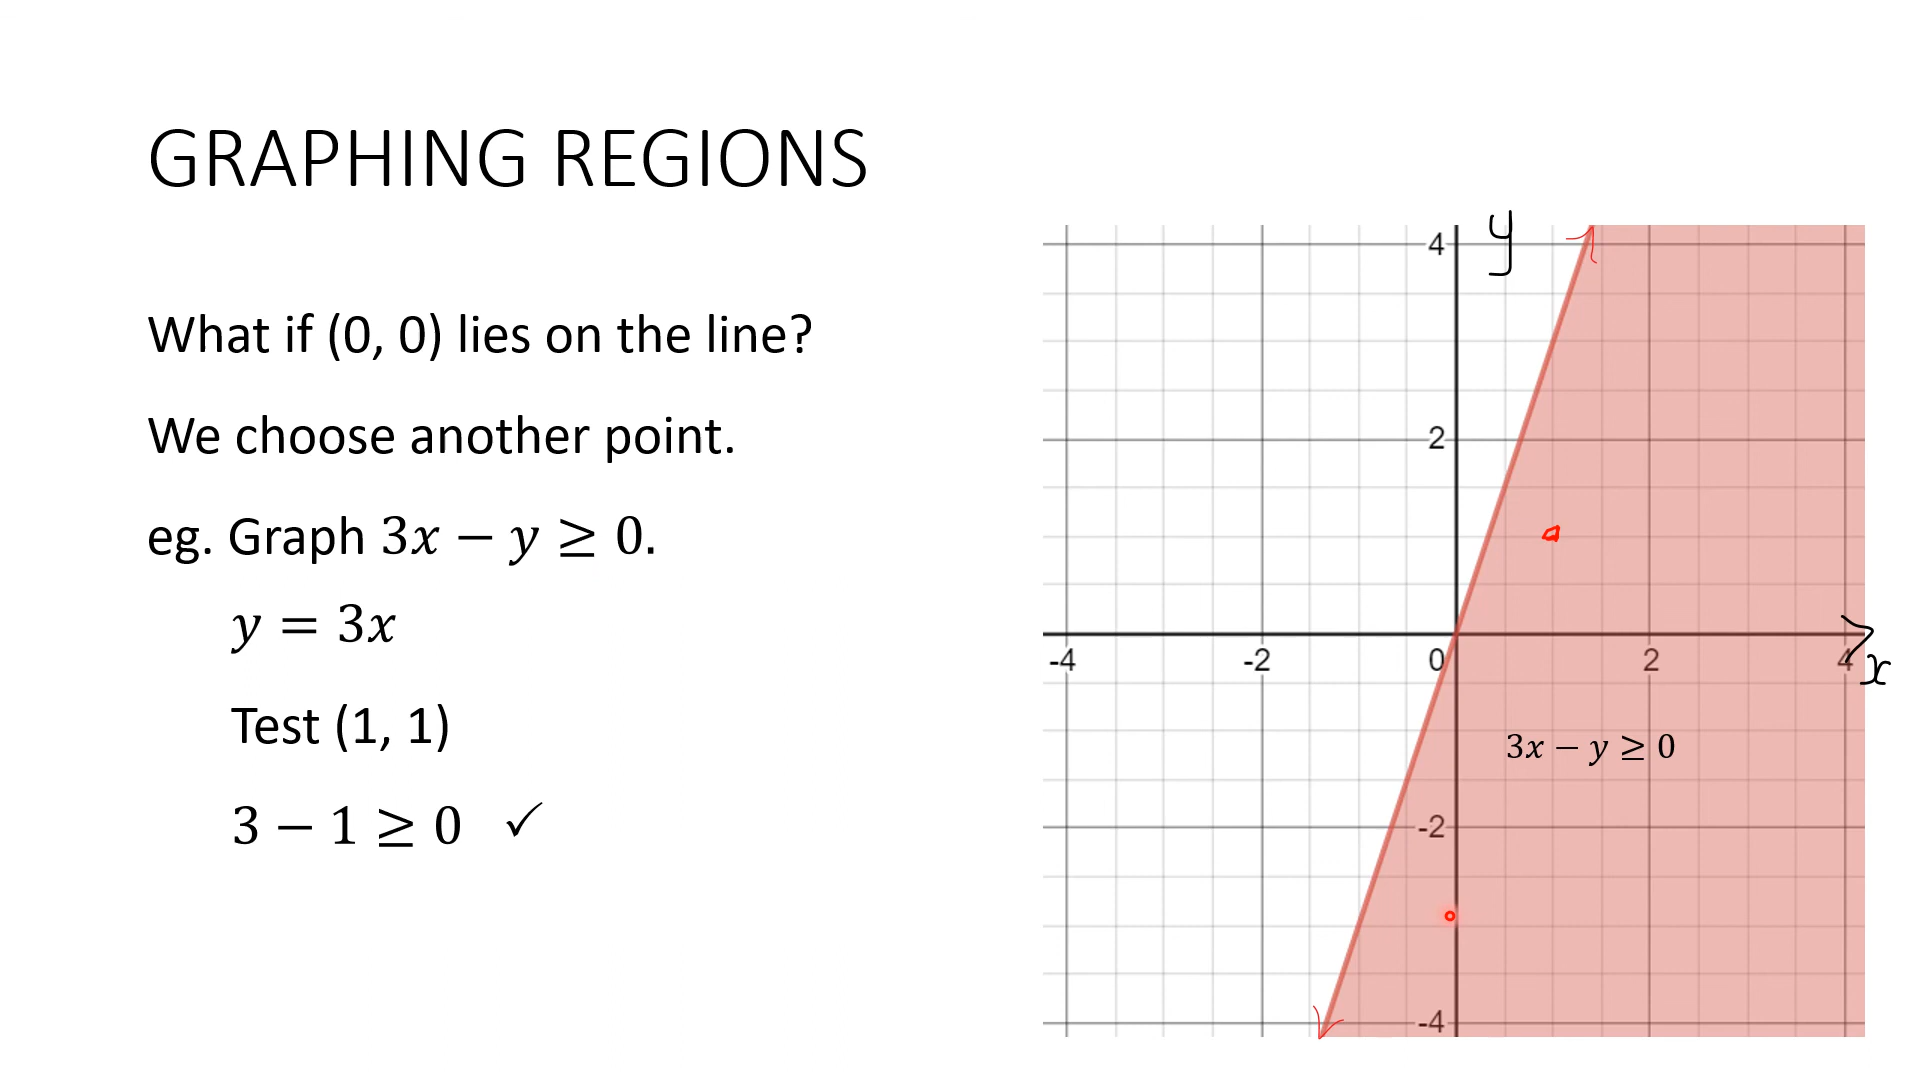 GRAPHING REGIONS
What if (0, 0) lies on the line?
We choose another point.
eg. Graph 3𝑥 − 𝑦 ≥ 0.
𝑦 = 3𝑥
Test (1, 1)
3 − 1 ≥ 0 ✓
y
4
2
-4 -2 0 2 4
x
3𝑥 − 𝑦 ≥ 0
-2
-4